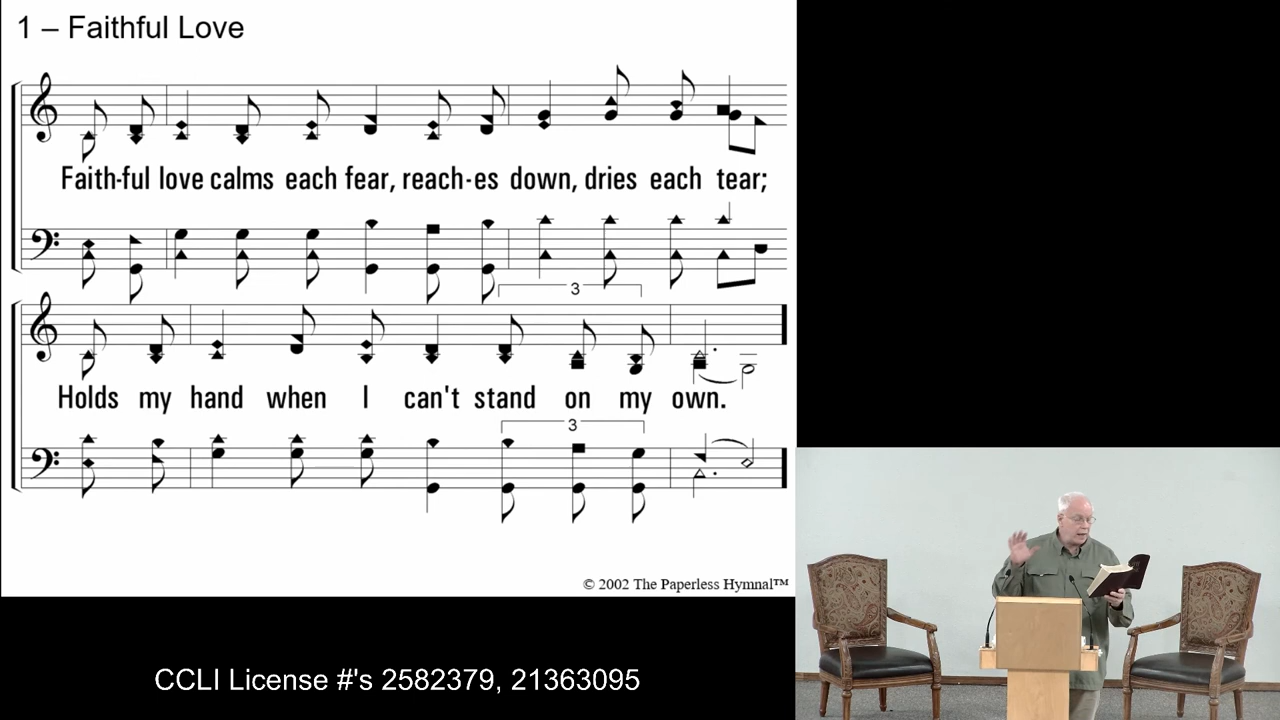 1 – Faithful Love
Faith-ful love calms each fear, reach-es down, dries each tear;
3
Holds my hand when I can't stand on my own.
3
© 2002 The Paperless Hymnal™
CCLI License #'s 2582379, 21363095